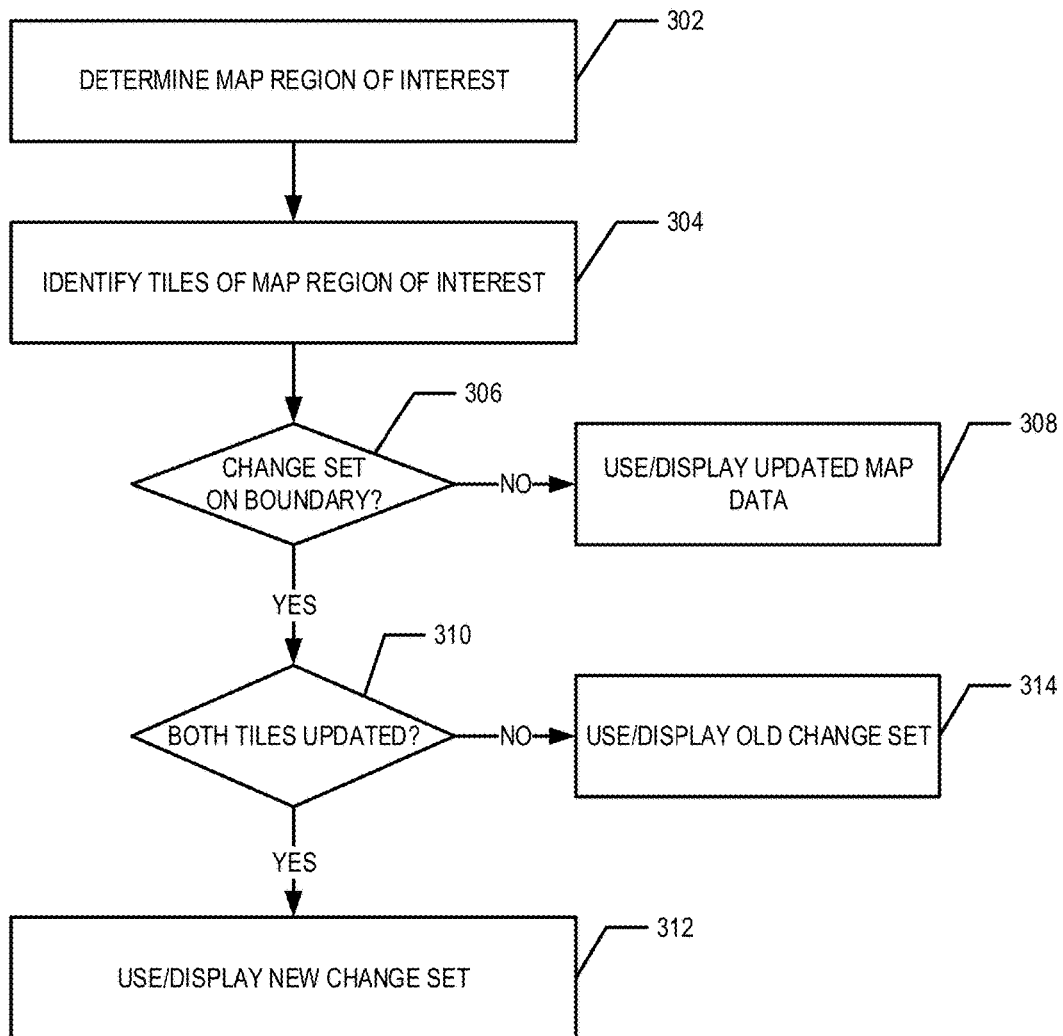 302
DETERMINE MAP REGION OF INTEREST
304
IDENTIFY TILES OF MAP REGION OF INTEREST
306
CHANGE SET
ON BOUNDARY?
NO
308
USE/DISPLAY UPDATED MAP
DATA
YES
310
BOTH TILES UPDATED?
NO
314
USE/DISPLAY OLD CHANGE SET
YES
312
USE/DISPLAY NEW CHANGE SET